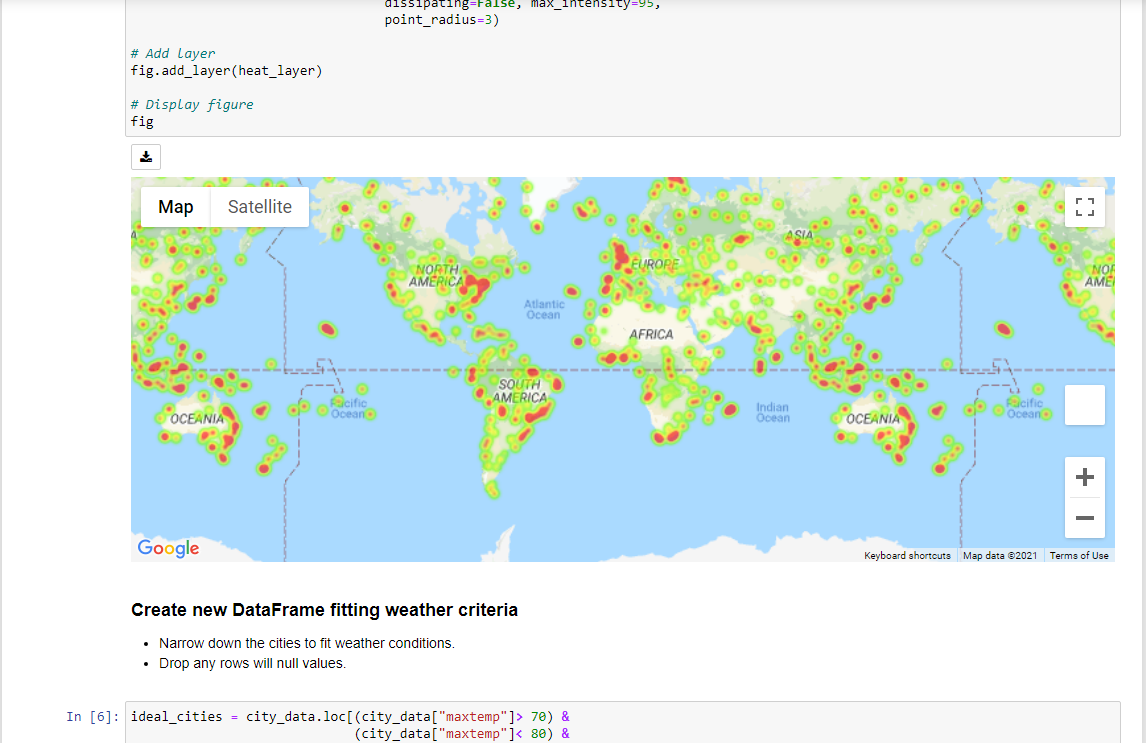 dissipating=False, max_intensity=95,
point_radius=3)
# Add Layer
fig.add_layer(heat_layer)
# Display figure
fig
Map Satellite
ASIA
NORTH
AMERICA
EUROPE
NOR
AME
Atlantic
Ocean
AFRICA
SOUTH
AMERICA
Pacific
Ocean
Indian
Ocean
Pacific
Ocean
OCEANIA
OCEANIA
Google
Keyboard shortcuts Map data ©2021 Terms of Use
Create new DataFrame fitting weather criteria
• Narrow down the cities to fit weather conditions.
• Drop any rows will null values.
In [6]: ideal_cities = city_data.loc[(city_data["maxtemp"]> 70) &
(city_data["maxtemp"]< 80) &